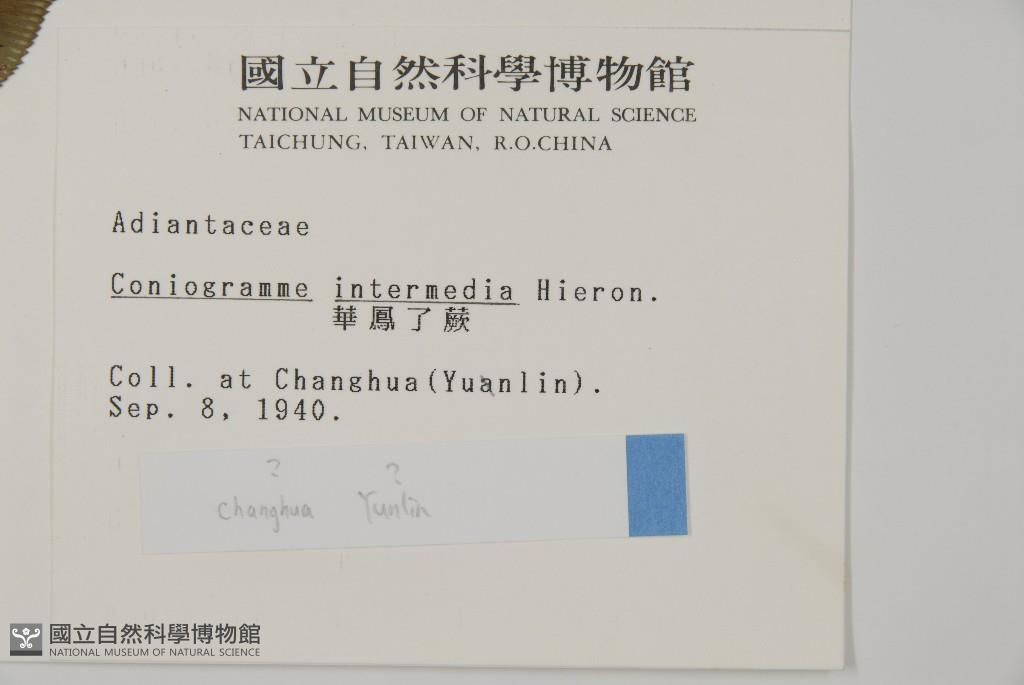 國立自然科學博物館
NATIONAL MUSEUM OF NATURAL SCIENCE
TAICHUNG, TAIWAN, R.O.CHINA
Adiantaceae
Coniogramme intermedia Hieron.
華鳳了蕨
Coll. at Changhua(Yuanlin).
Sep. 8, 1940.
? ?
Changhua Yunlin
國立自然科學博物館
NATIONAL MUSEUM OF NATURAL SCIENCE